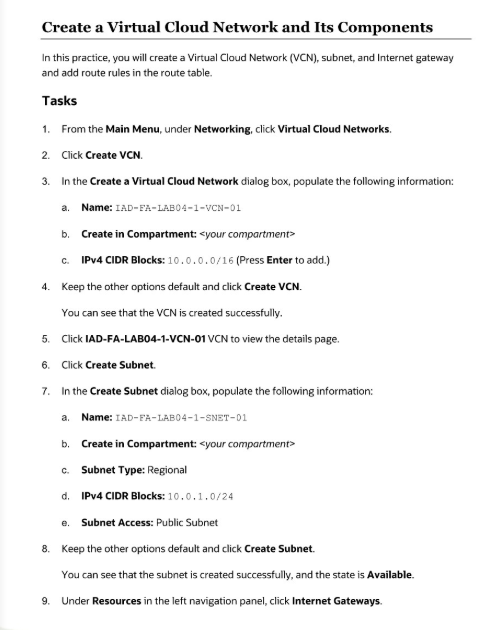 Create a Virtual Cloud Network and Its Components
In this practice, you will create a Virtual Cloud Network (VCN), subnet, and Internet gateway
and add route rules in the route table.
Tasks
1. From the Main Menu, under Networking, click Virtual Cloud Networks.
2. Click Create VCN.
3. In the Create a Virtual Cloud Network dialog box, populate the following information:
a. Name: IAD-FA-LAB04-1-VCN-01
b. Create in Compartment: <your compartment>
c. IPv4 CIDR Blocks: 10.0.0.0/16 (Press Enter to add.)
4. Keep the other options default and click Create VCN.
You can see that the VCN is created successfully.
5. Click IAD-FA-LAB04-1-VCN-01 VCN to view the details page.
6. Click Create Subnet.
7. In the Create Subnet dialog box, populate the following information:
a. Name: IAD-FA-LAB04-1-SNET-01
b. Create in Compartment: <your compartment>
c. Subnet Type: Regional
d. IPv4 CIDR Blocks: 10.0.1.0/24
e. Subnet Access: Public Subnet
8. Keep the other options default and click Create Subnet.
You can see that the subnet is created successfully, and the state is Available.
9. Under Resources in the left navigation panel, click Internet Gateways.